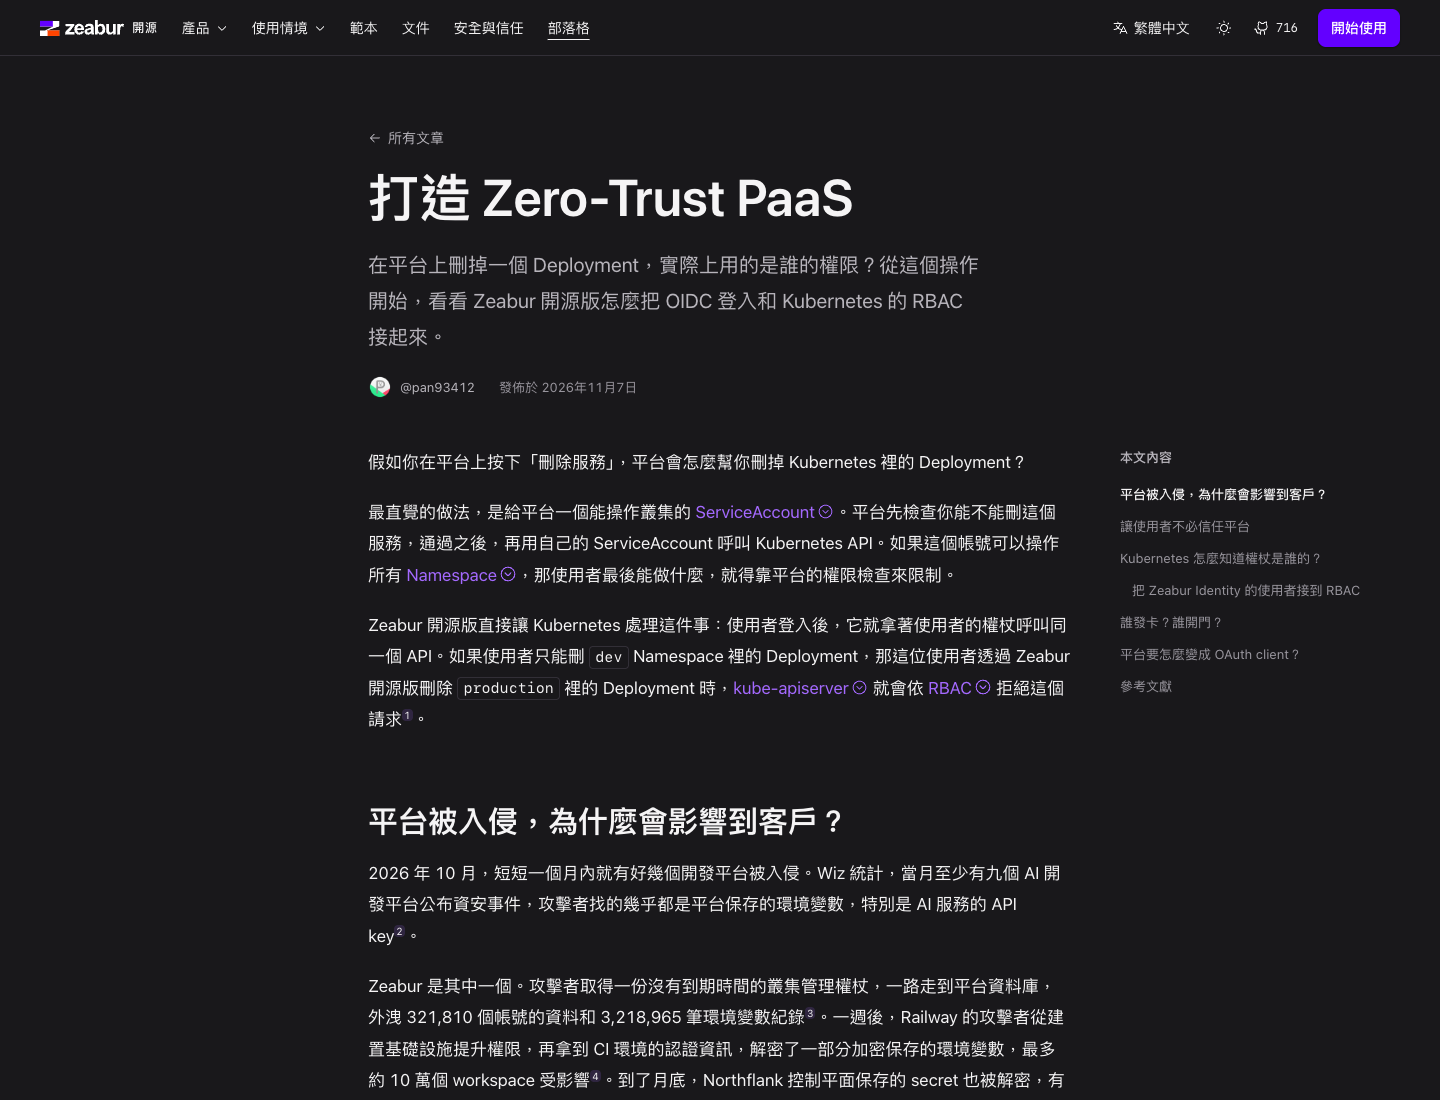 zeabur 開源 產品 使用情境 範本 文件 安全與信任 部落格 繁體中文 716 開始使用
← 所有文章
打造 Zero-Trust PaaS
在平台上刪掉一個 Deployment，實際上用的是誰的權限？從這個操作
開始，看看 Zeabur 開源版怎麼把 OIDC 登入和 Kubernetes 的 RBAC
接起來。
@pan93412 發佈於 2026年11月7日
假如你在平台上按下「刪除服務」，平台會怎麼幫你刪掉 Kubernetes 裡的 Deployment？
最直覺的做法，是給平台一個能操作叢集的 ServiceAccount。平台先檢查你能不能刪這個
服務，通過之後，再用自己的 ServiceAccount 呼叫 Kubernetes API。如果這個帳號可以操作
所有 Namespace，那使用者最後能做什麼，就得靠平台的權限檢查來限制。
Zeabur 開源版直接讓 Kubernetes 處理這件事：使用者登入後，它就拿著使用者的權杖呼叫同
一個 API。如果使用者只能刪 dev Namespace 裡的 Deployment，那這位使用者透過 Zeabur
開源版刪除 production 裡的 Deployment 時，kube-apiserver 就會依 RBAC 拒絕這個
請求1。
平台被入侵，為什麼會影響到客戶？
2026 年 10 月，短短一個月內就有好幾個開發平台被入侵。Wiz 統計，當月至少有九個 AI 開
發平台公布資安事件，攻擊者找的幾乎都是平台保存的環境變數，特別是 AI 服務的 API
key2。
Zeabur 是其中一個。攻擊者取得一份沒有到期時間的叢集管理權杖，一路走到平台資料庫，
外洩 321,810 個帳號的資料和 3,218,965 筆環境變數紀錄3。一週後，Railway 的攻擊者從建
置基礎設施提升權限，再拿到 CI 環境的認證資訊，解密了一部分加密保存的環境變數，最多
約 10 萬個 workspace 受影響4。到了月底，Northflank 控制平面保存的 secret 也被解密，有
本文內容
平台被入侵，為什麼會影響到客戶？
讓使用者不必信任平台
Kubernetes 怎麼知道權杖是誰的？
把 Zeabur Identity 的使用者接到 RBAC
誰發卡？誰開門？
平台要怎麼變成 OAuth client？
參考文獻